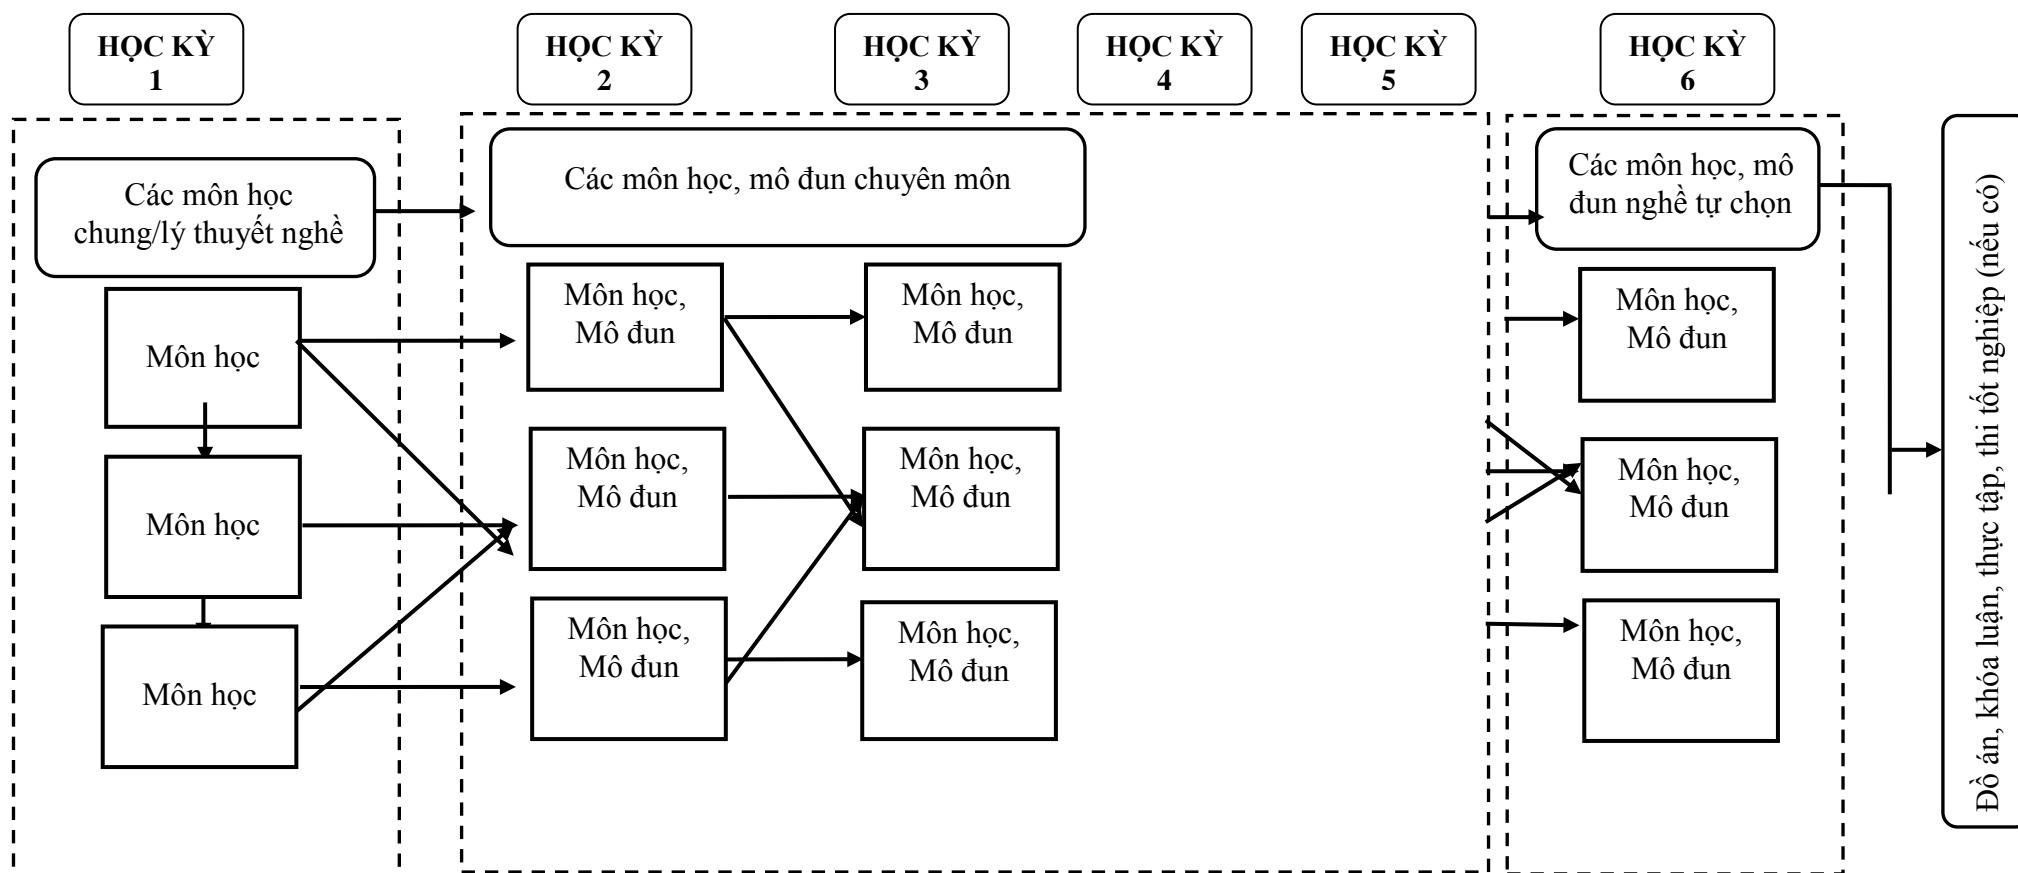 HỌC KỲ
1
HỌC KỲ
2
HỌC KỲ
3
HỌC KỲ
4
HỌC KỲ
5
HỌC KỲ
6
Các môn học
chung/lý thuyết nghề
Các môn học, mô đun chuyên môn
Các môn học, mô
đun nghề tự chọn
Môn học
Môn học
Môn học
Môn học,
Mô đun
Môn học,
Mô đun
Môn học,
Mô đun
Môn học,
Mô đun
Môn học,
Mô đun
Môn học,
Mô đun
Môn học,
Mô đun
Môn học,
Mô đun
Môn học,
Mô đun
Đồ án, khóa luận, thực tập, thi tốt nghiệp (nếu có)